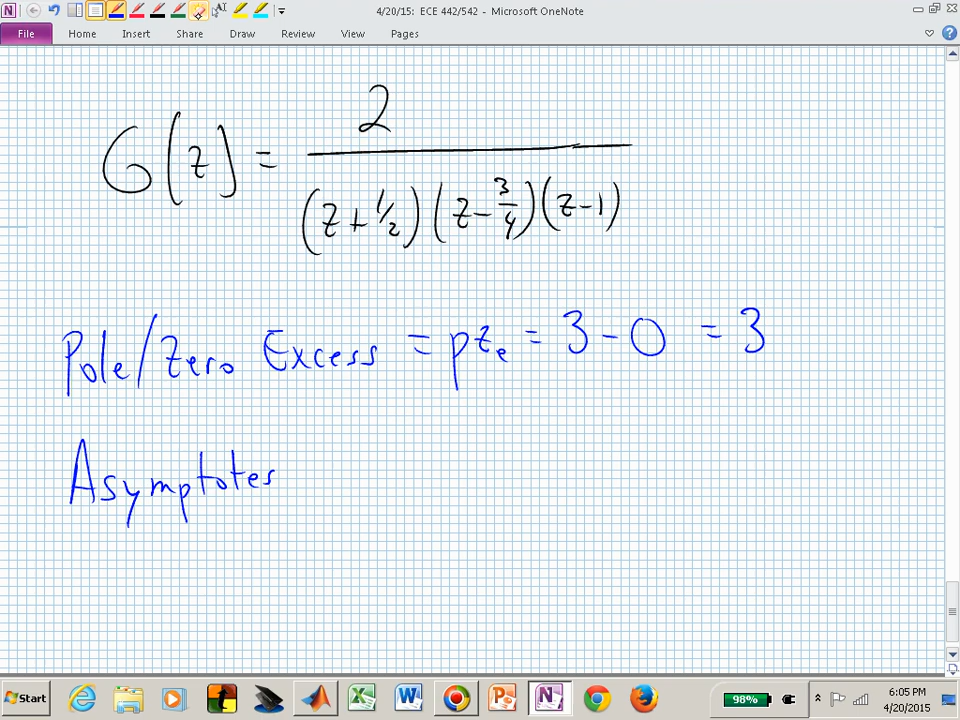 4/20/15: ECE 442/542 - Microsoft OneNote
File Home Insert Share Draw Review View Pages
2
G(z) = ―――
(z+1/2)(z-3/4)(z-1)
Pole/Zero Excess = pzₑ = 3 - 0 = 3
Asymptotes
Start 98% 6:05 PM
4/20/2015